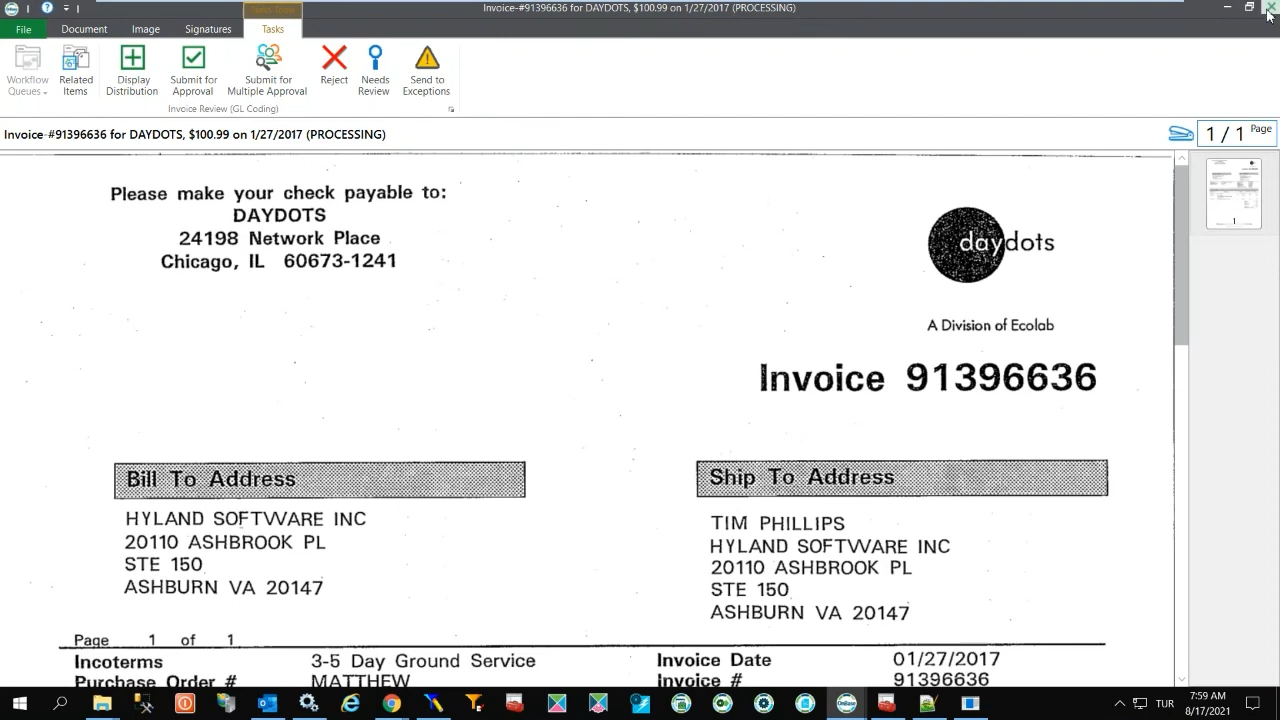 Tasks Tools
Invoice-#91396636 for DAYDOTS, $100.99 on 1/27/2017 (PROCESSING)
File
Document
Image
Signatures
Tasks
Workflow Queues
Related Items
Display Distribution
Submit for Approval
Submit for Multiple Approval
Reject
Needs Review
Send to Exceptions
Invoice Review (GL Coding)
Invoice-#91396636 for DAYDOTS, $100.99 on 1/27/2017 (PROCESSING)
1 / 1 Page
Please make your check payable to:
DAYDOTS
24198 Network Place
Chicago, IL 60673-1241
daydots
A Division of Ecolab
Invoice 91396636
1
Bill To Address
HYLAND SOFTWARE INC
20110 ASHBROOK PL
STE 150
ASHBURN VA 20147
Ship To Address
TIM PHILLIPS
HYLAND SOFTWARE INC
20110 ASHBROOK PL
STE 150
ASHBURN VA 20147
Page 1 of 1
Incoterms 3-5 Day Ground Service
Invoice Date 01/27/2017
Purchase Order # MATTHEW
Invoice # 91396636
OnBase
TUR
7:59 AM
8/17/2021